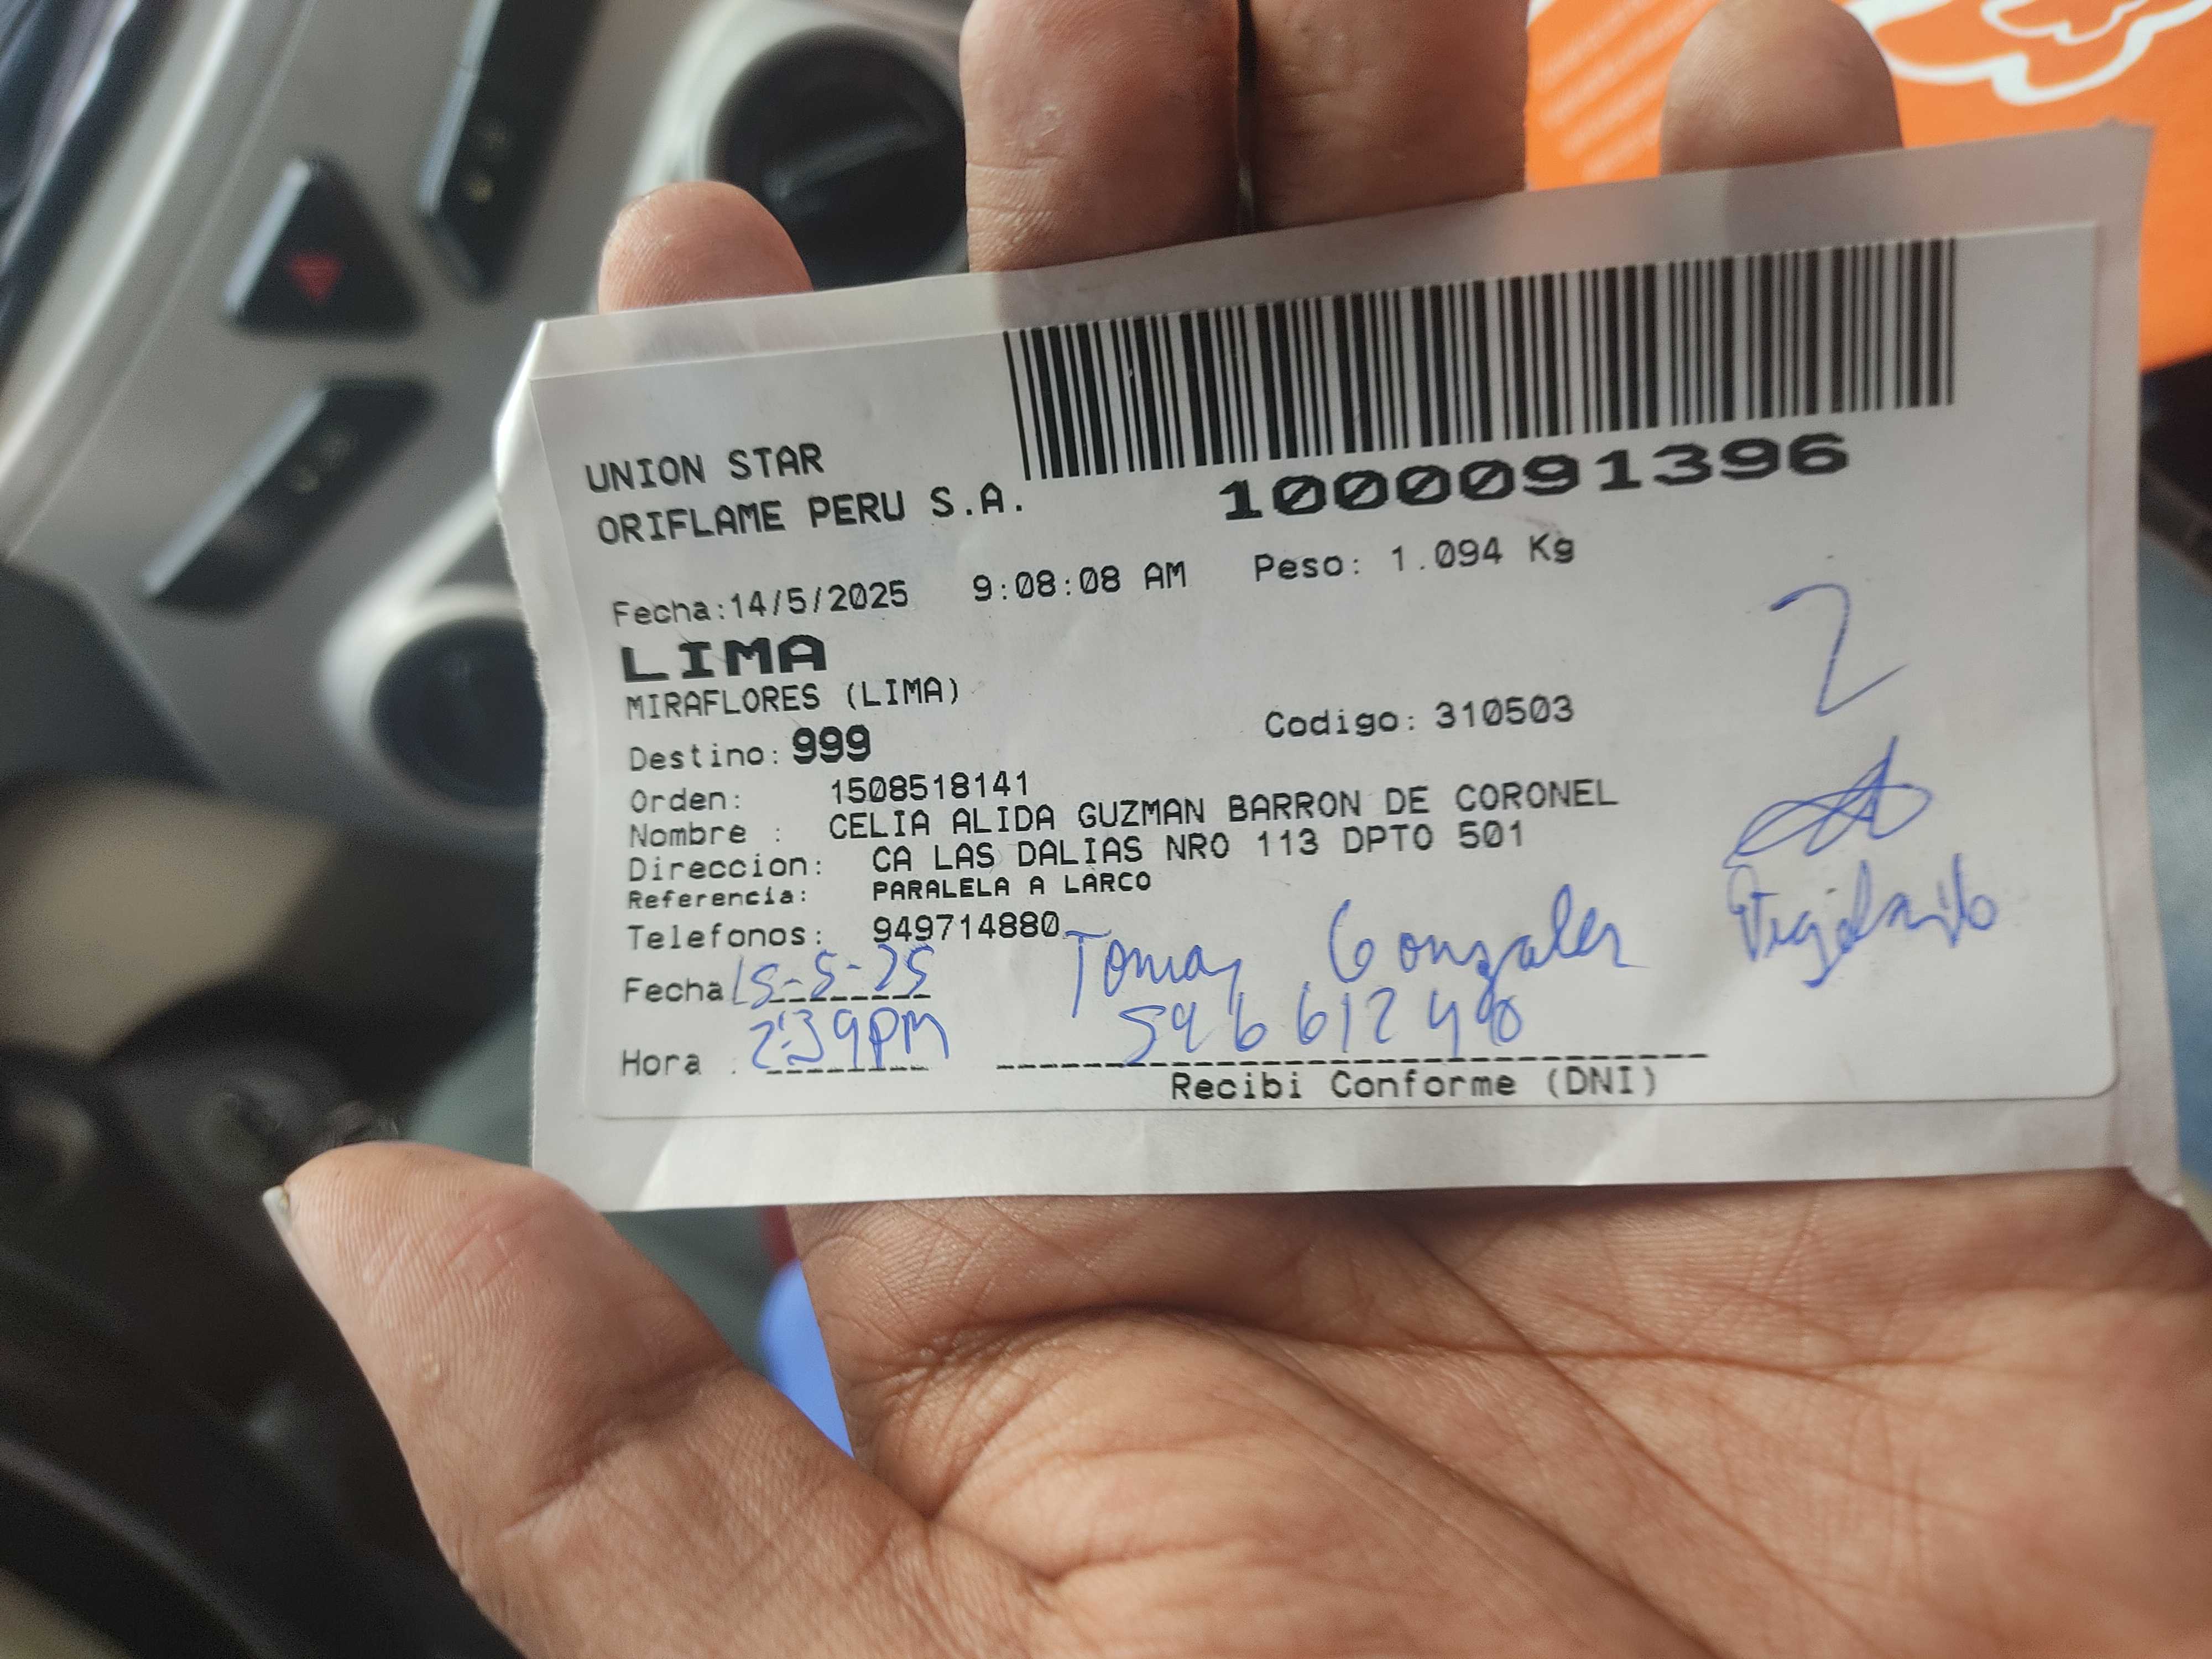 UNION STAR
ORIFLAME PERU S.A.
1000091396
Fecha:14/5/2025 9:08:08 AM Peso: 1.094 Kg
LIMA
2
MIRAFLORES (LIMA)
Destino: 999 Codigo: 310503
Orden: 1508518141
Nombre : CELIA ALIDA GUZMAN BARRON DE CORONEL
Direccion: CA LAS DALIAS NRO 113 DPTO 501
Referencia: PARALELA A LARCO
Telefonos: 949714880
Tomas Gonzales
Fecha 15-5-25
Hora : 2:39PM
Recibi Conforme (DNI)